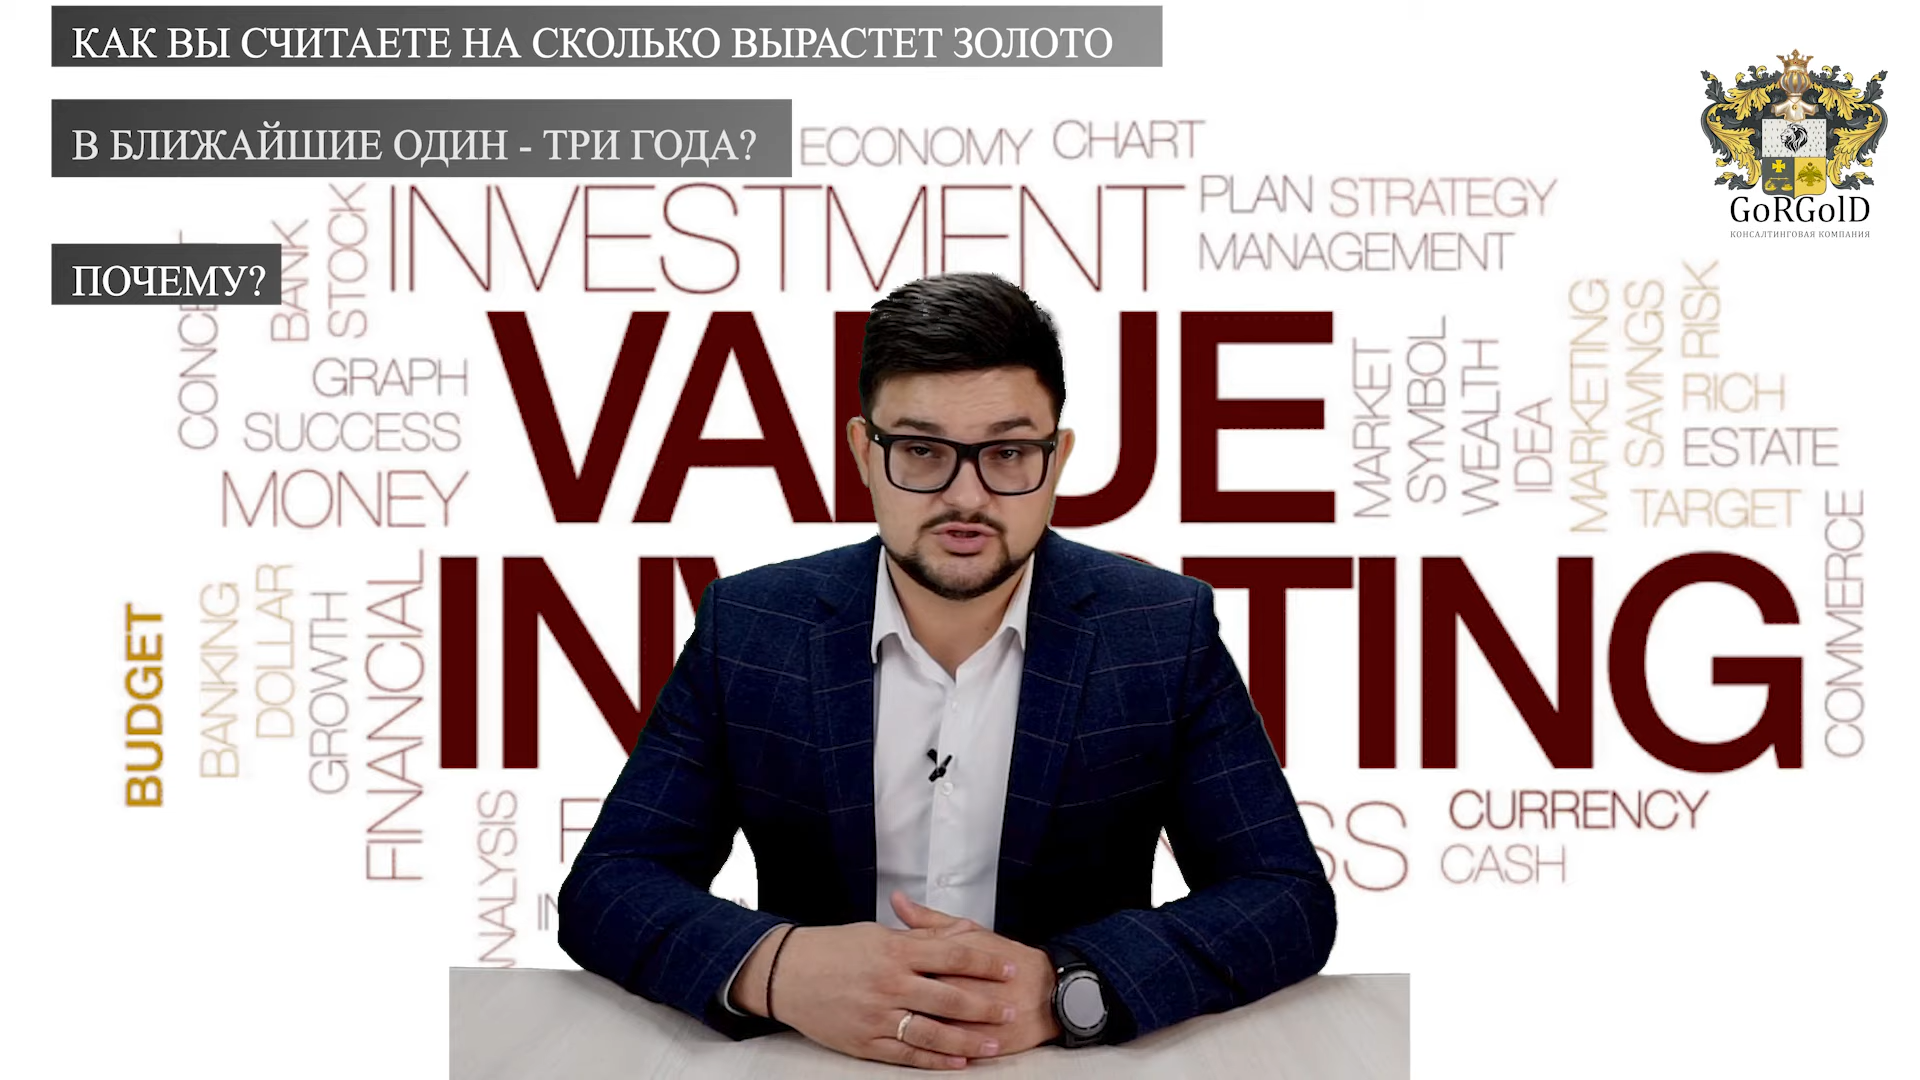 КАК ВЫ СЧИТАЕТЕ НА СКОЛЬКО ВЫРАСТЕТ ЗОЛОТО
В БЛИЖАЙШИЕ ОДИН - ТРИ ГОДА?
ПОЧЕМУ?
GoRGolD
КОНСАЛТИНГОВАЯ КОМПАНИЯ
ECONOMY
CHART
INVESTMENT
PLAN STRATEGY
MANAGEMENT
BANK
STOCK
GRAPH
SUCCESS
MONEY
MARKET
SYMBOL
WEALTH
IDEA
MARKETING
SAVINGS
RISK
RICH
ESTATE
TARGET
COMMERCE
BUDGET
BANKING
DOLLAR
GROWTH
FINANCIAL
CURRENCY
CASH